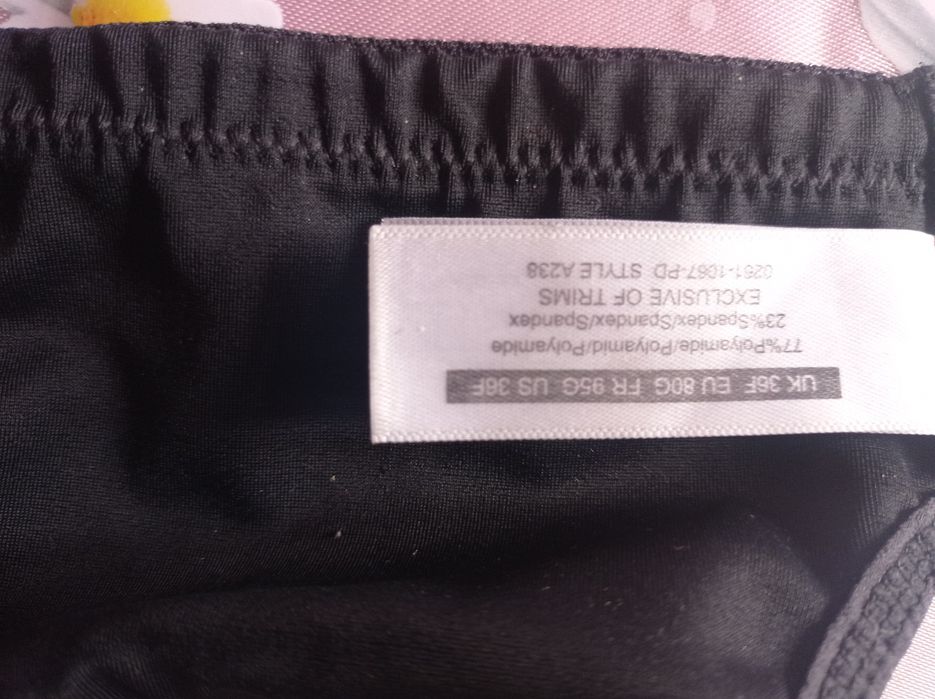 UK 36F EU 80G FR 95G US 36F
77%Polyamide/Polyamid/Polyamide
23%Spandex/Spandex/Spandex
EXCLUSIVE OF TRIMS
0261-1067-PD STYLE A238